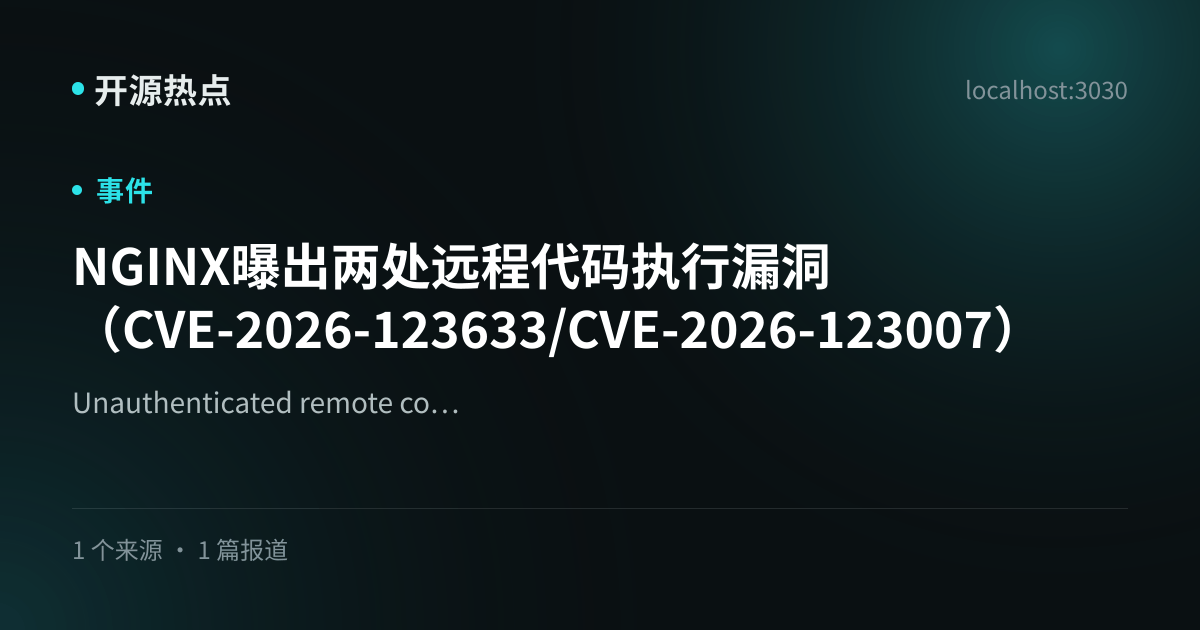 开源热点
localhost:3030
事件
NGINX曝出两处远程代码执行漏洞
（CVE-2026-123633/CVE-2026-123007）
Unauthenticated remote co…
1 个来源 · 1 篇报道